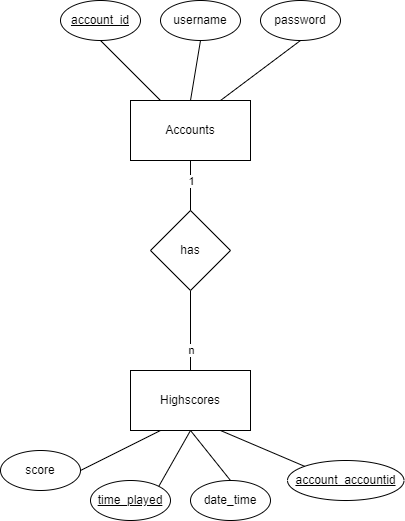 account_id
username
password
Accounts
1
has
n
Highscores
score
time_played
date_time
account_accountid